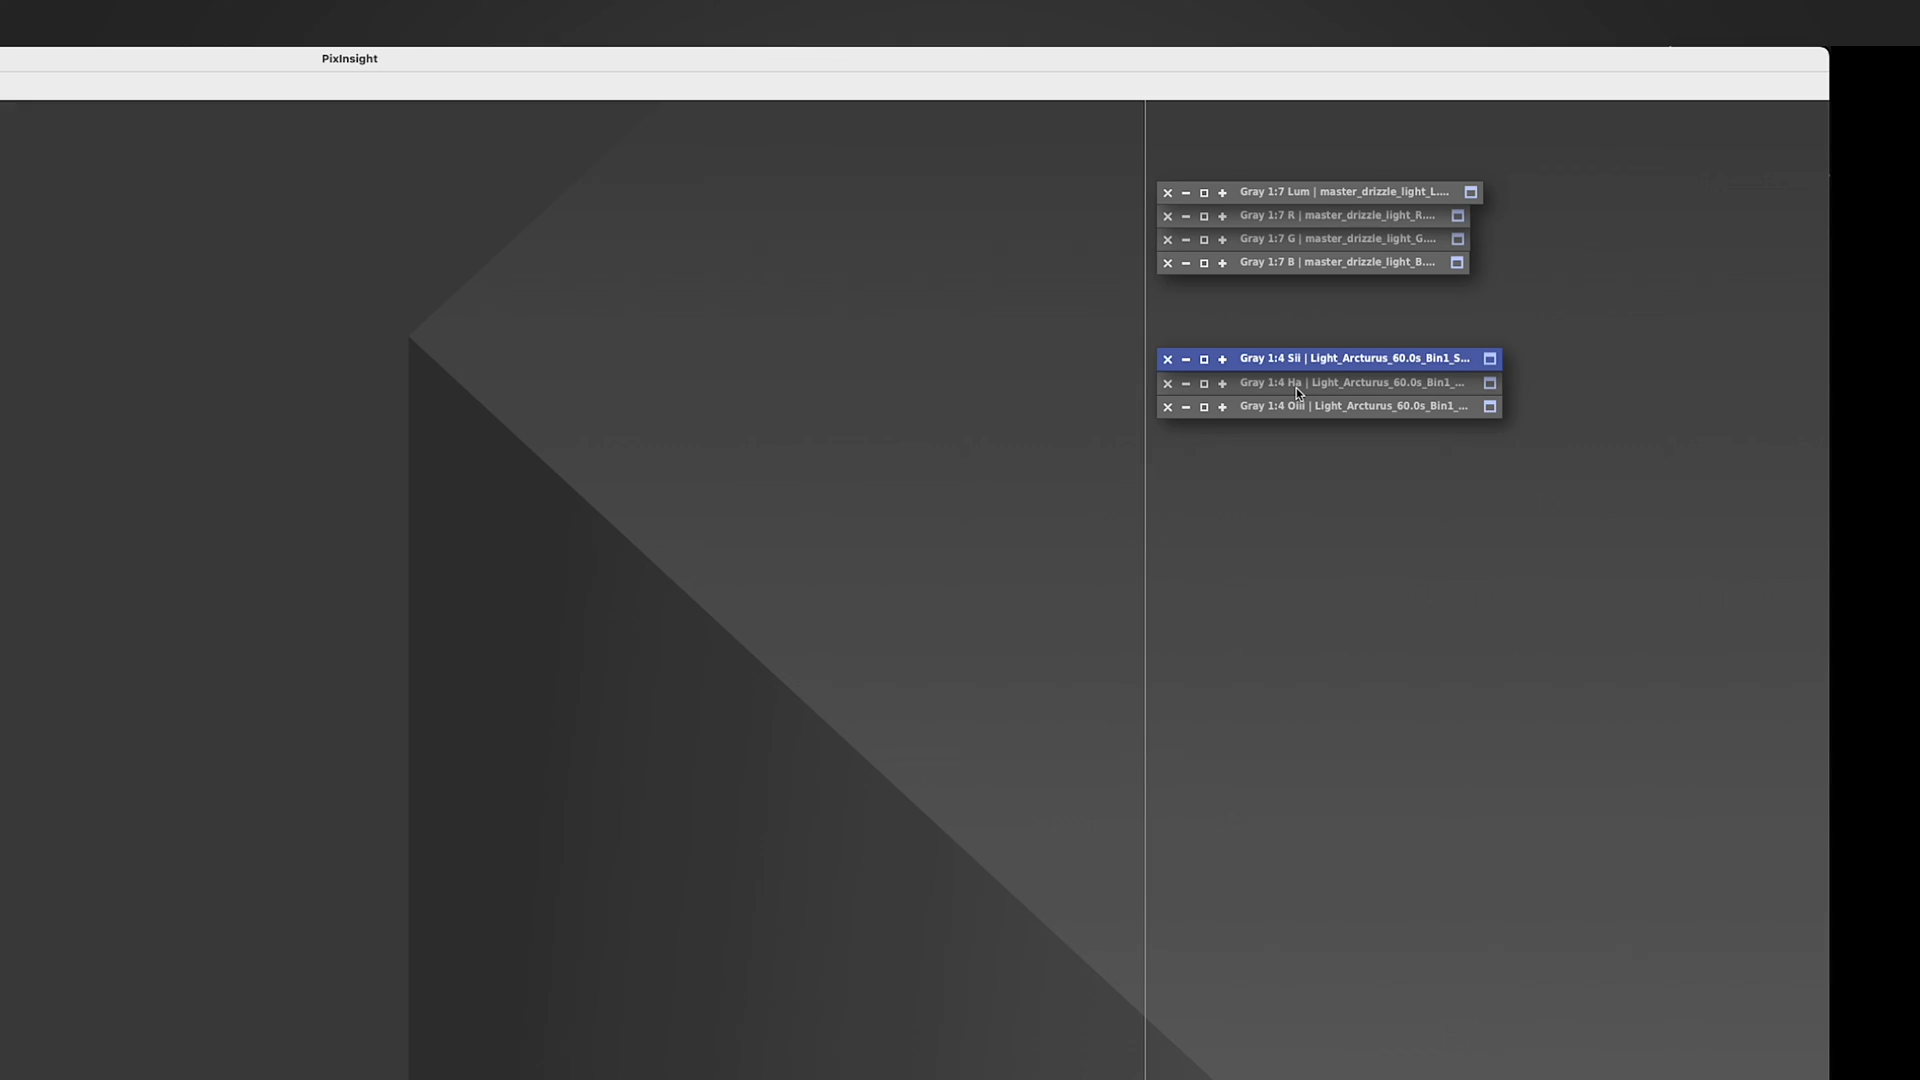 PixInsight
Gray 1:7 Lum | master_drizzle_light_L....
Gray 1:7 R | master_drizzle_light_R....
Gray 1:7 G | master_drizzle_light_G....
Gray 1:7 B | master_drizzle_light_B....
Gray 1:4 Sii | Light_Arcturus_60.0s_Bin1_S...
Gray 1:4 Ha | Light_Arcturus_60.0s_Bin1_...
Gray 1:4 Oiii | Light_Arcturus_60.0s_Bin1_...